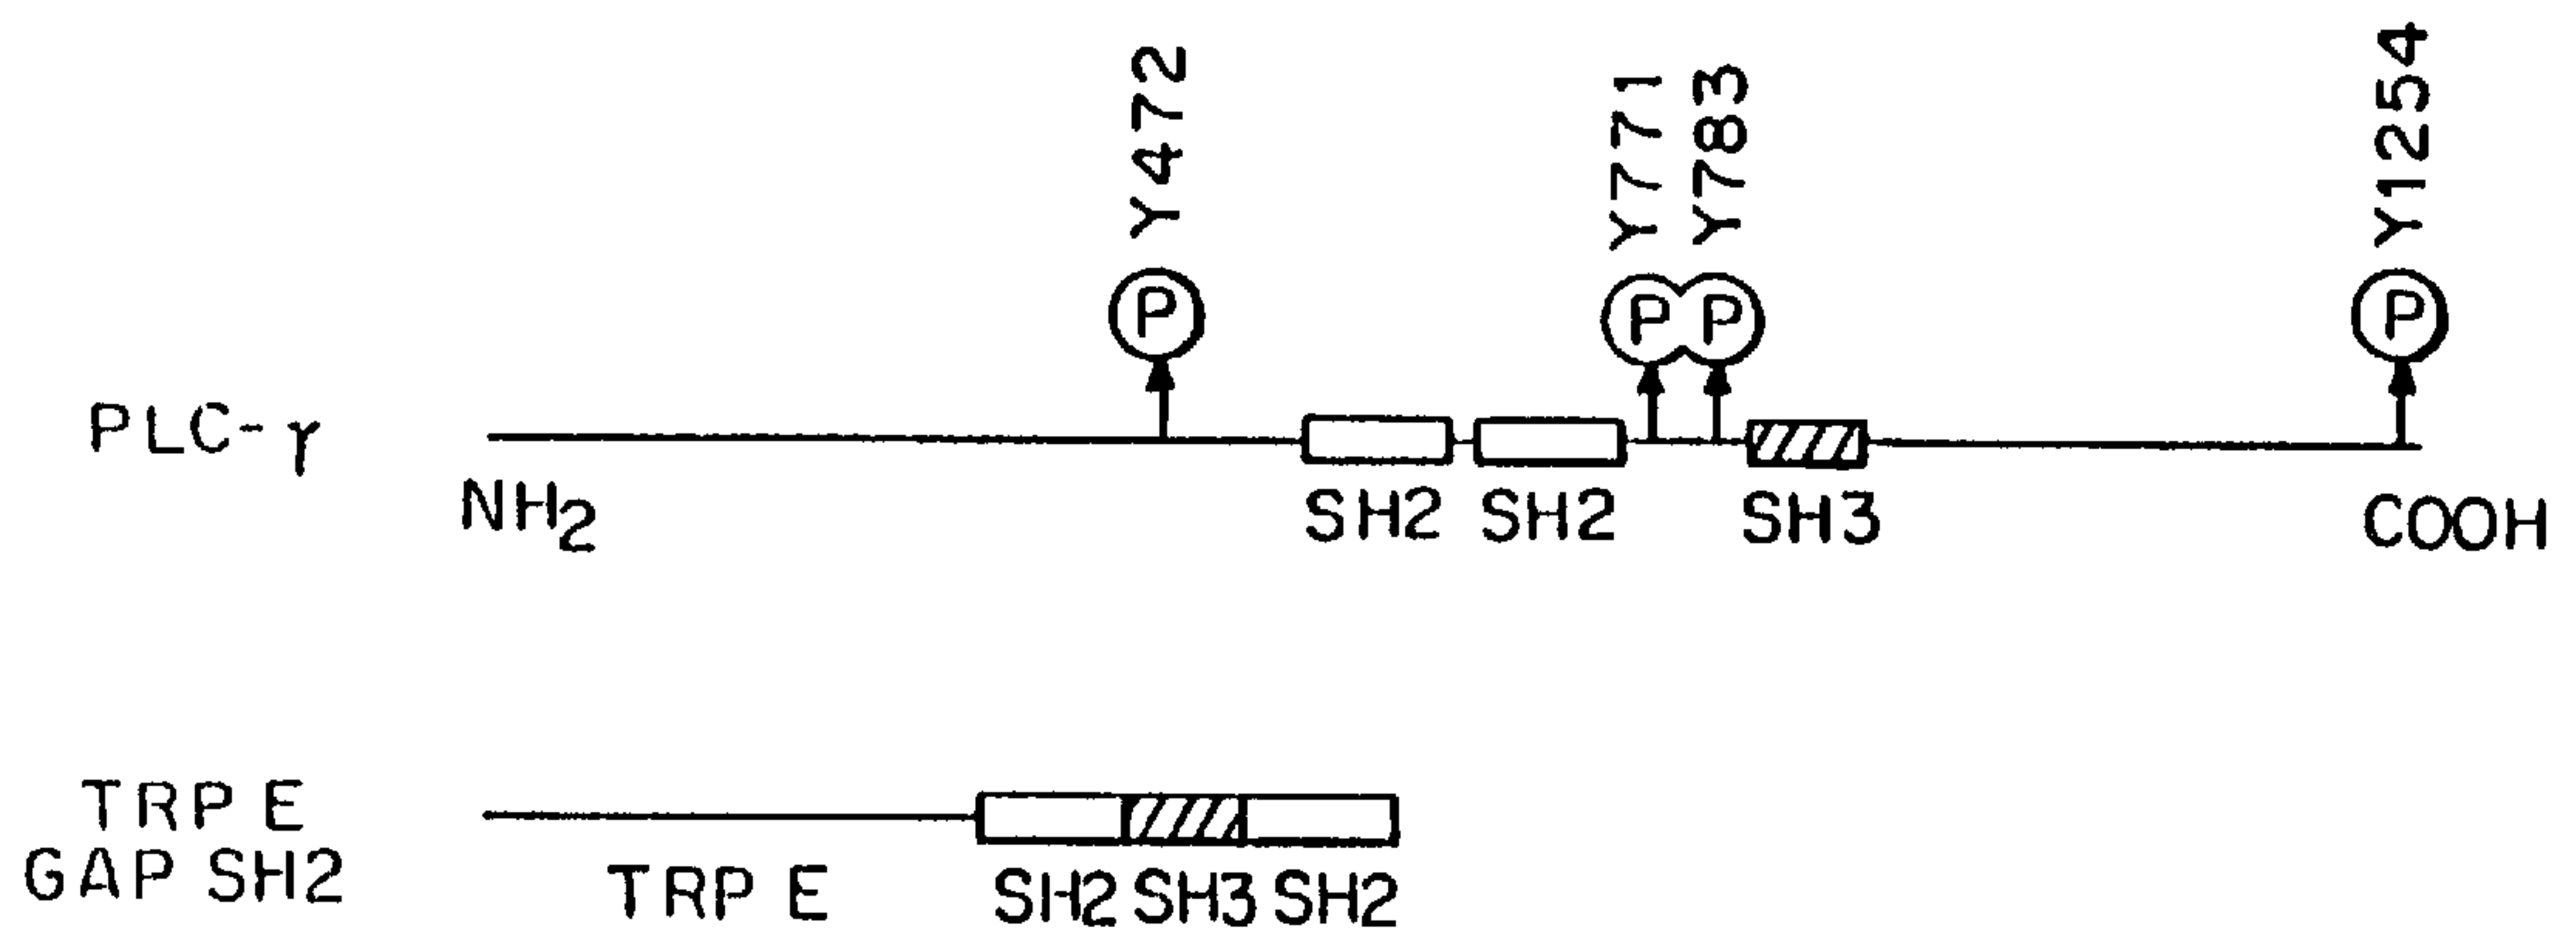 Y472
Y771
Y783
Y1254
P
P
P
P
PLC-γ
NH2
SH2
SH2
SH3
COOH
TRP E
GAP SH2
TRP E
SH2
SH3
SH2